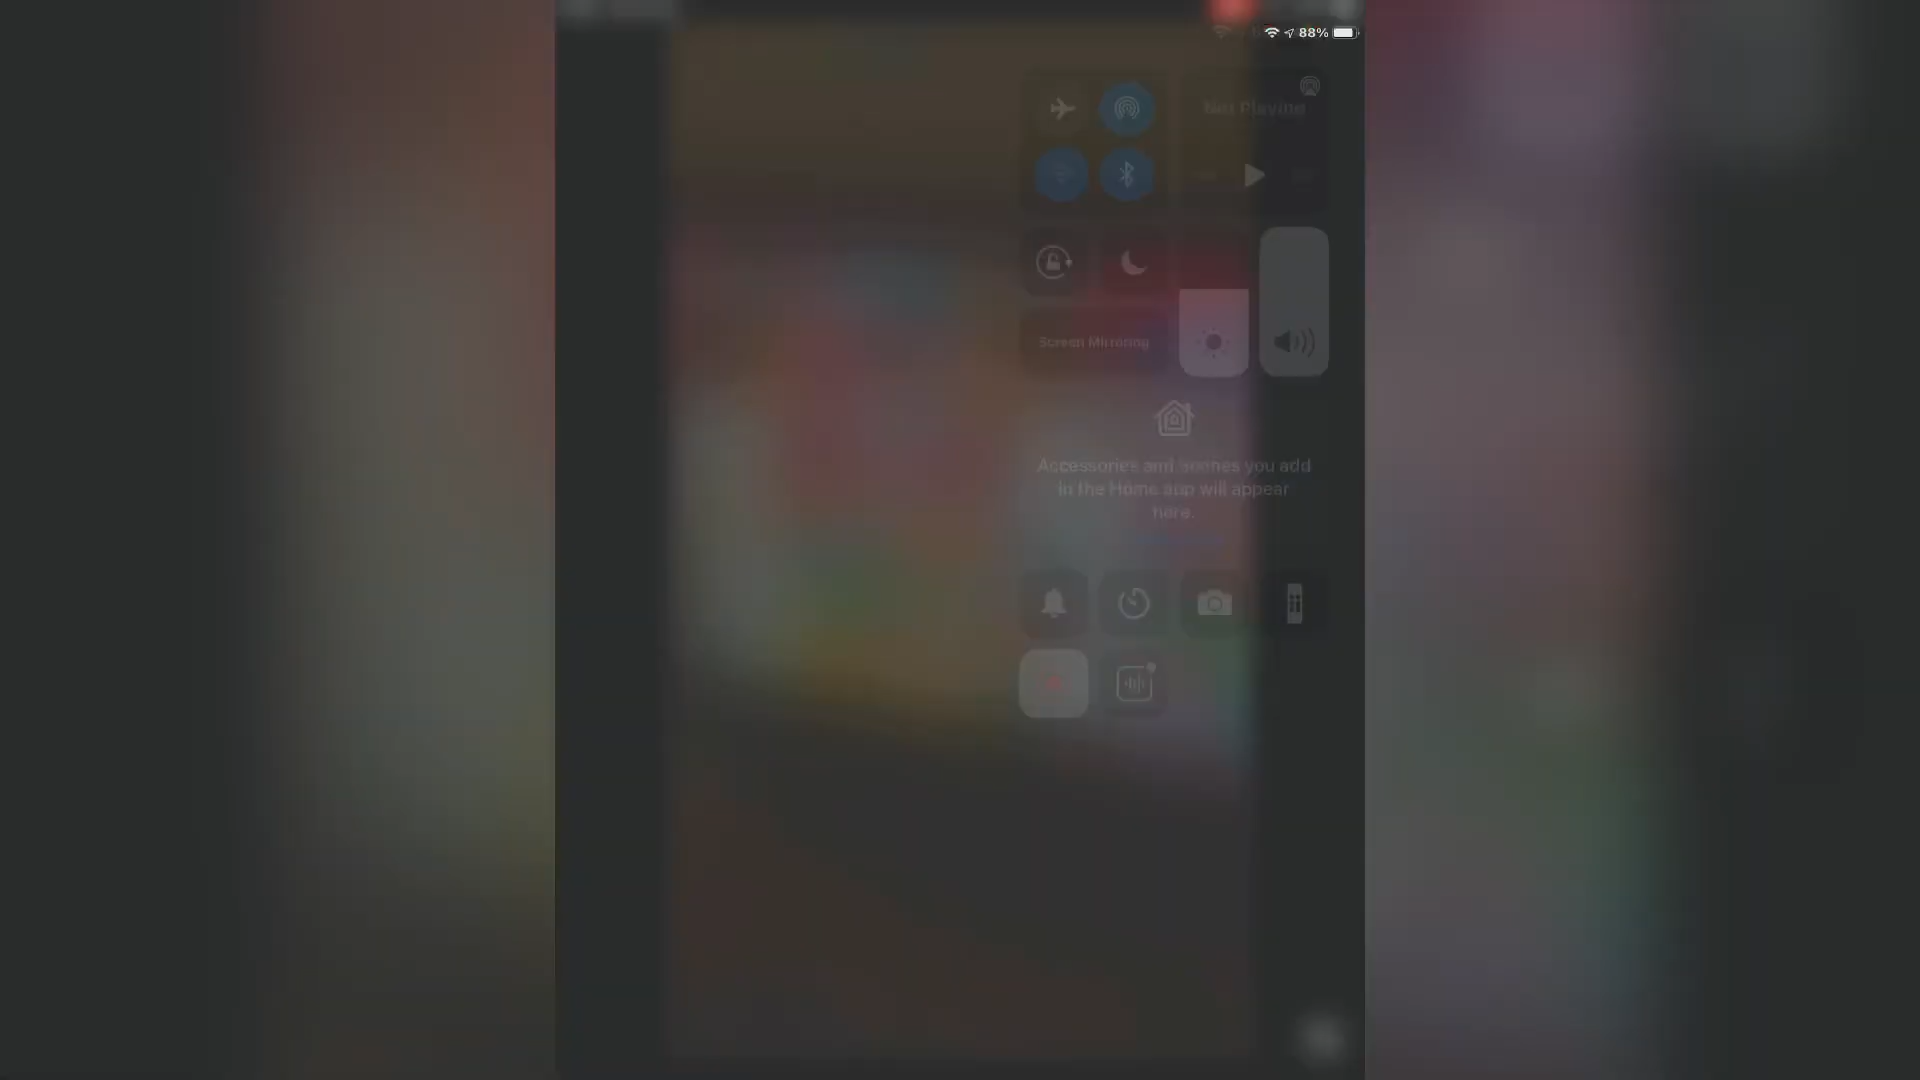 88%
Not Playing
Screen Mirroring
Accessories and scenes you add
in the Home app will appear
here.